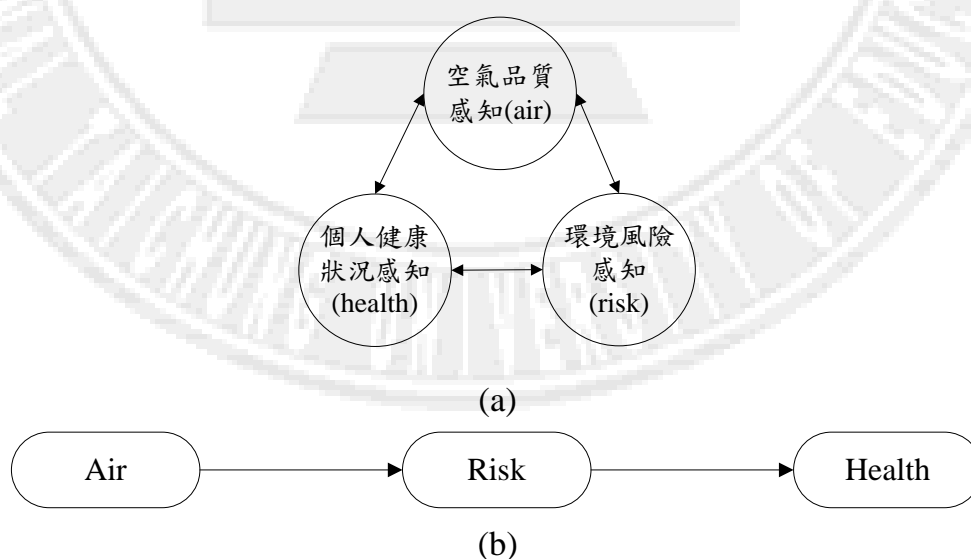 空氣品質
感知(air)
個人健康
狀況感知
(health)
環境風險
感知
(risk)
(a)
Air
Risk
Health
(b)